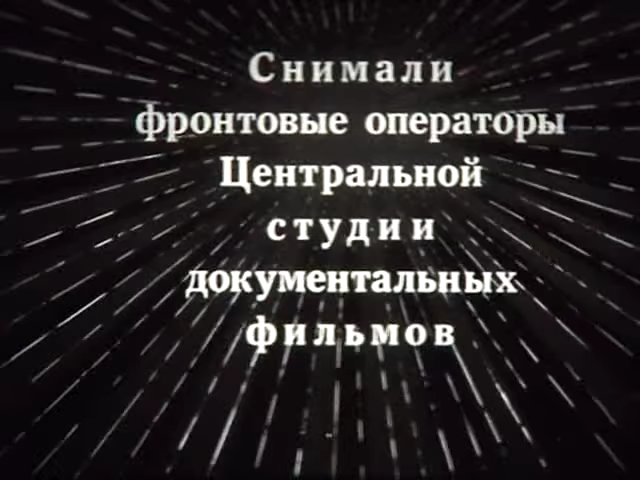 Снимали
фронтовые операторы
Центральной
студии
документальных
фильмов